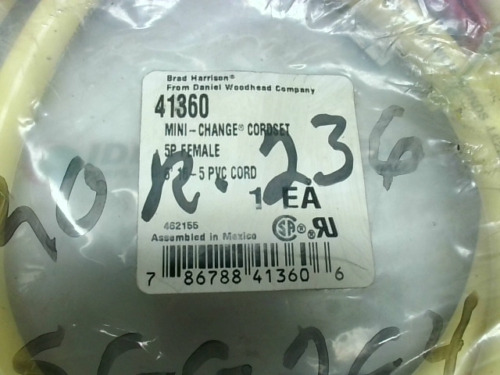 Brad Harrison®
From Daniel Woodhead Company
41360
MINI-CHANGE® CORDSET
5P FEMALE
5 PVC CORD
R-236
1 EA
462155
Assembled in Mexico
7 86788 41360 6